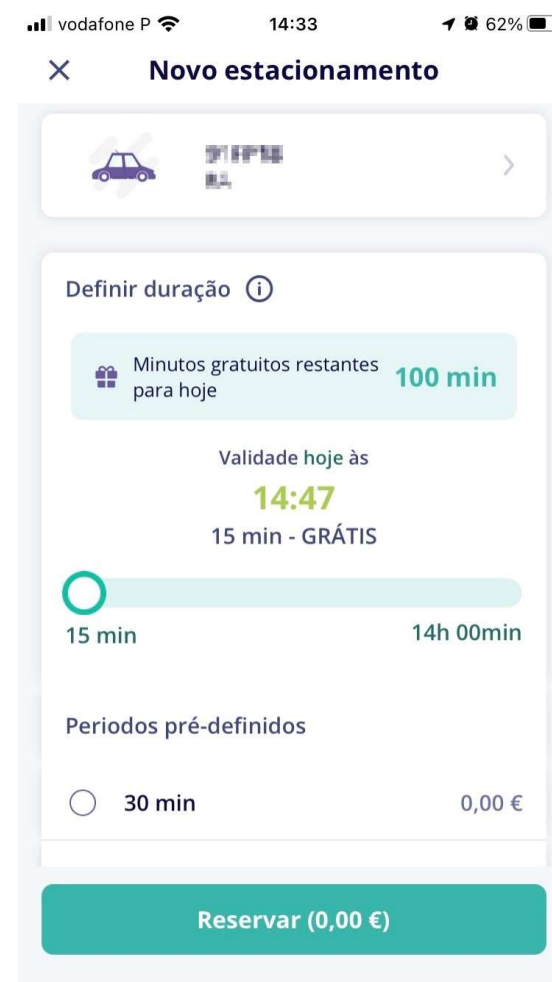 vodafone P 14:33 62%
Novo estacionamento
Definir duração
Minutos gratuitos restantes
para hoje
100 min
Validade hoje às
14:47
15 min - GRÁTIS
15 min 14h 00min
Periodos pré-definidos
30 min 0,00 €
Reservar (0,00 €)